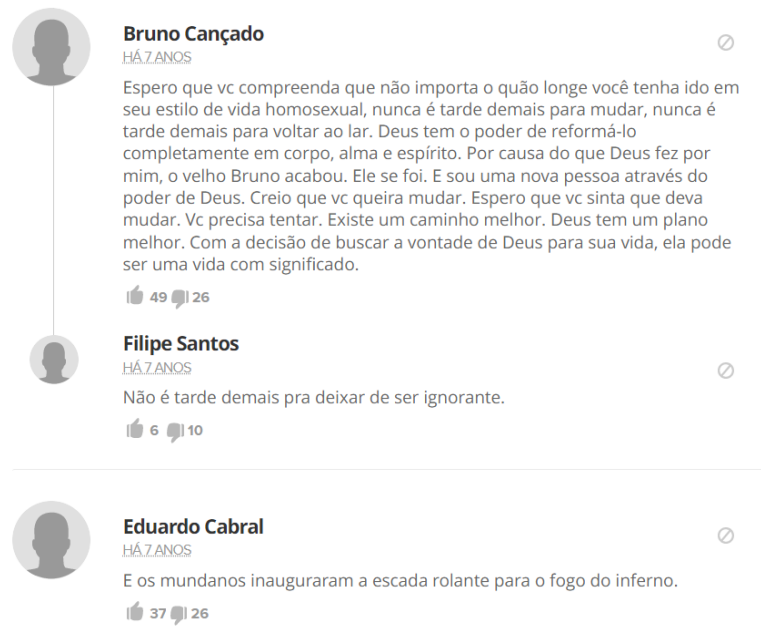 Bruno Cançado
HÁ 7 ANOS
Espero que vc compreenda que não importa o quão longe você tenha ido em
seu estilo de vida homosexual, nunca é tarde demais para mudar, nunca é
tarde demais para voltar ao lar. Deus tem o poder de reformá-lo
completamente em corpo, alma e espírito. Por causa do que Deus fez por
mim, o velho Bruno acabou. Ele se foi. E sou uma nova pessoa através do
poder de Deus. Creio que vc queira mudar. Espero que vc sinta que deva
mudar. Vc precisa tentar. Existe um caminho melhor. Deus tem um plano
melhor. Com a decisão de buscar a vontade de Deus para sua vida, ela pode
ser uma vida com significado.
49 26
Filipe Santos
HÁ 7 ANOS
Não é tarde demais pra deixar de ser ignorante.
6 10
Eduardo Cabral
HÁ 7 ANOS
E os mundanos inauguraram a escada rolante para o fogo do inferno.
37 26